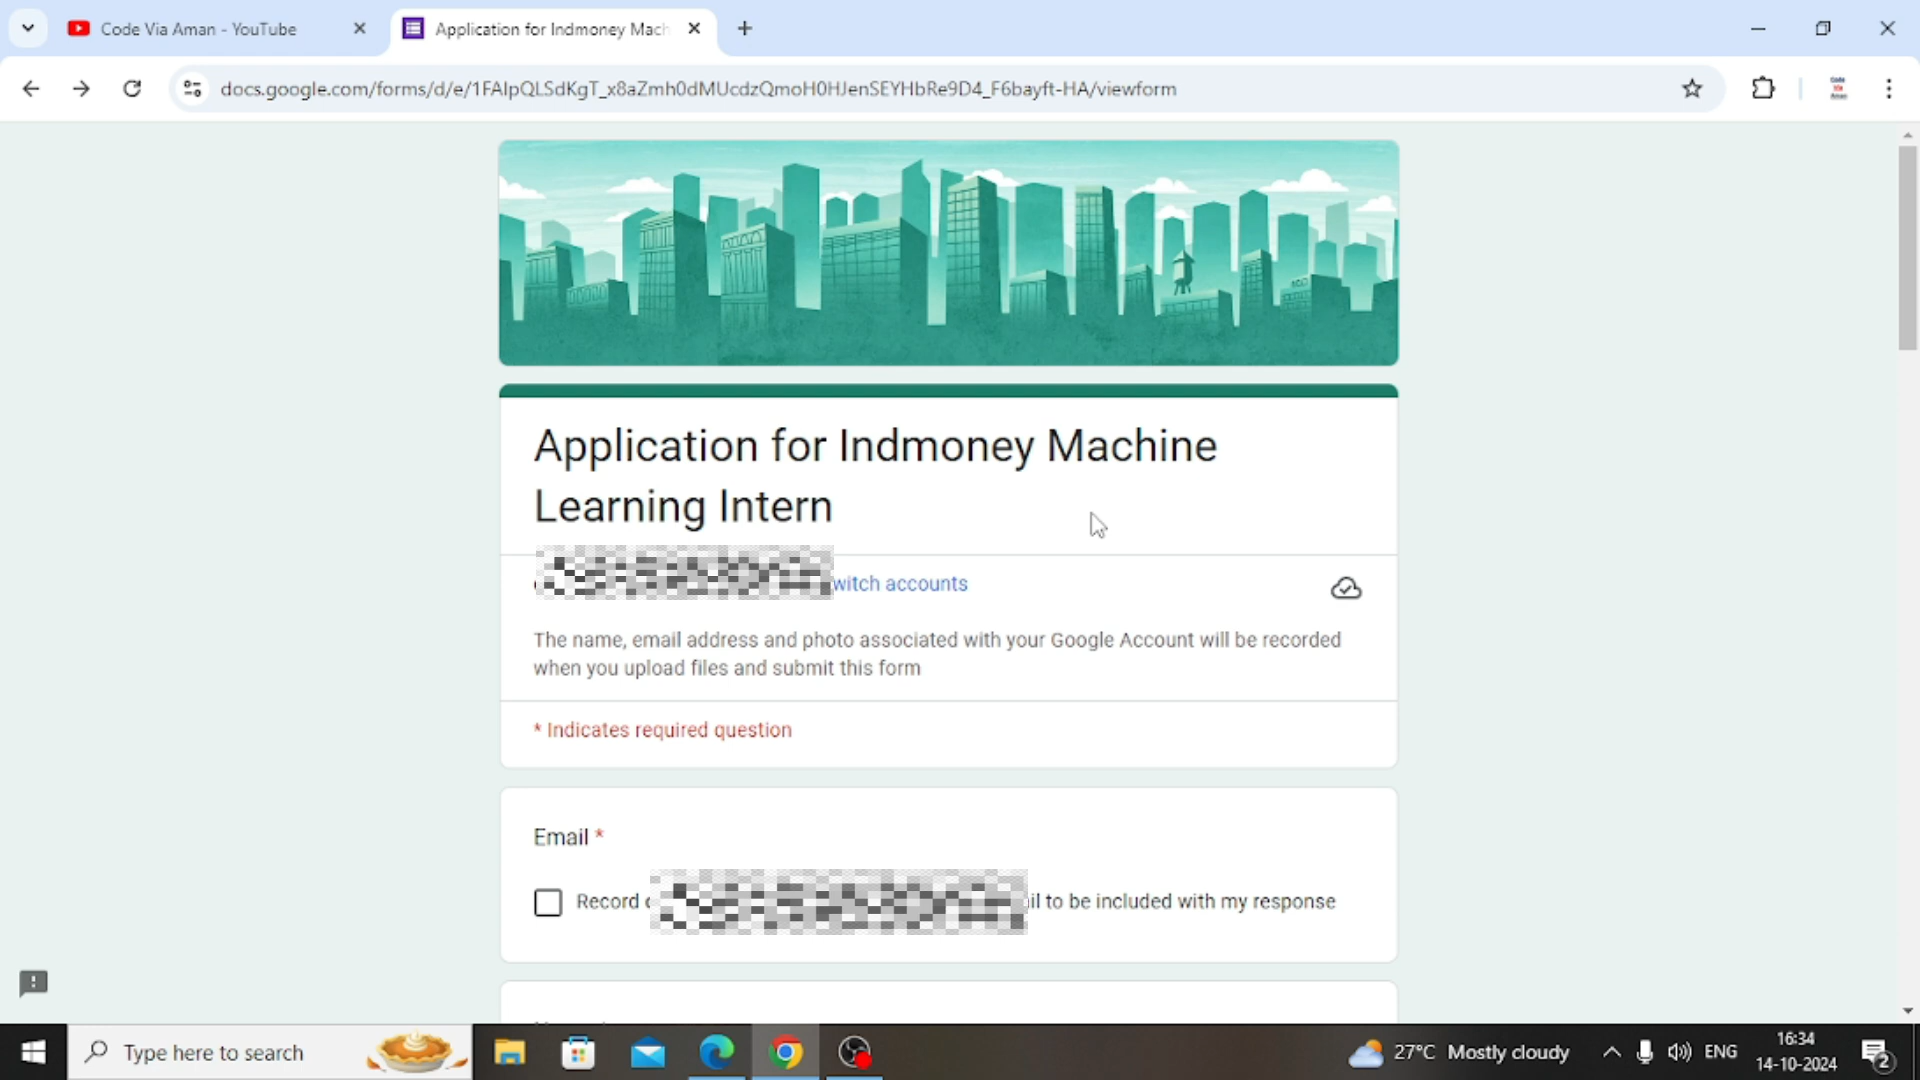 Code Via Aman - YouTube
Application for Indmoney Mach
docs.google.com/forms/d/e/1FAIpQLSdKgT_x8aZmh0dMUcdzQmoH0HJenSEYHbRe9D4_F6bayft-HA/viewform
Application for Indmoney Machine
Learning Intern
witch accounts
The name, email address and photo associated with your Google Account will be recorded
when you upload files and submit this form
* Indicates required question
Email *
Record il to be included with my response
Type here to search
27°C Mostly cloudy
ENG
16:34
14-10-2024
2